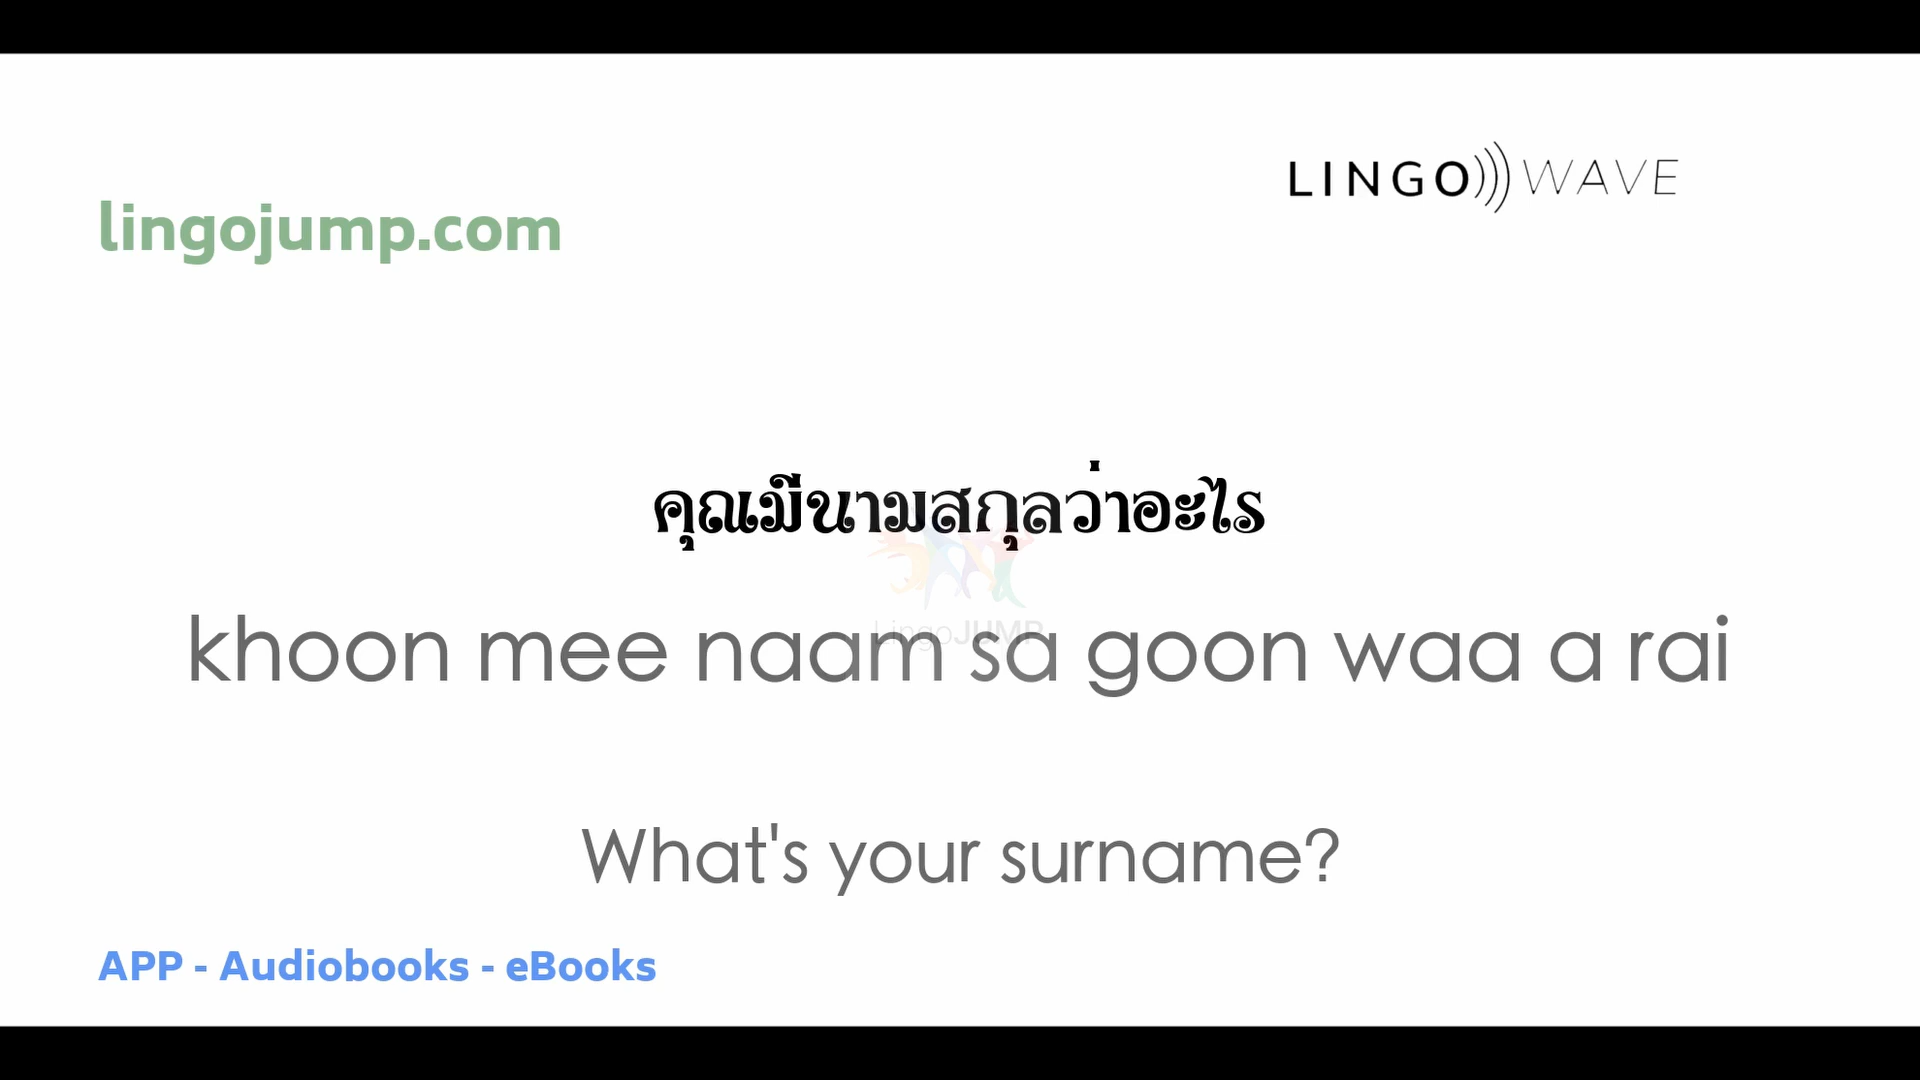 LINGO WAVE
lingojump.com
คุณมีนามสกุลว่าอะไร
khoon mee naam sa goon waa a rai
LingoJUMP
What's your surname?
APP - Audiobooks - eBooks